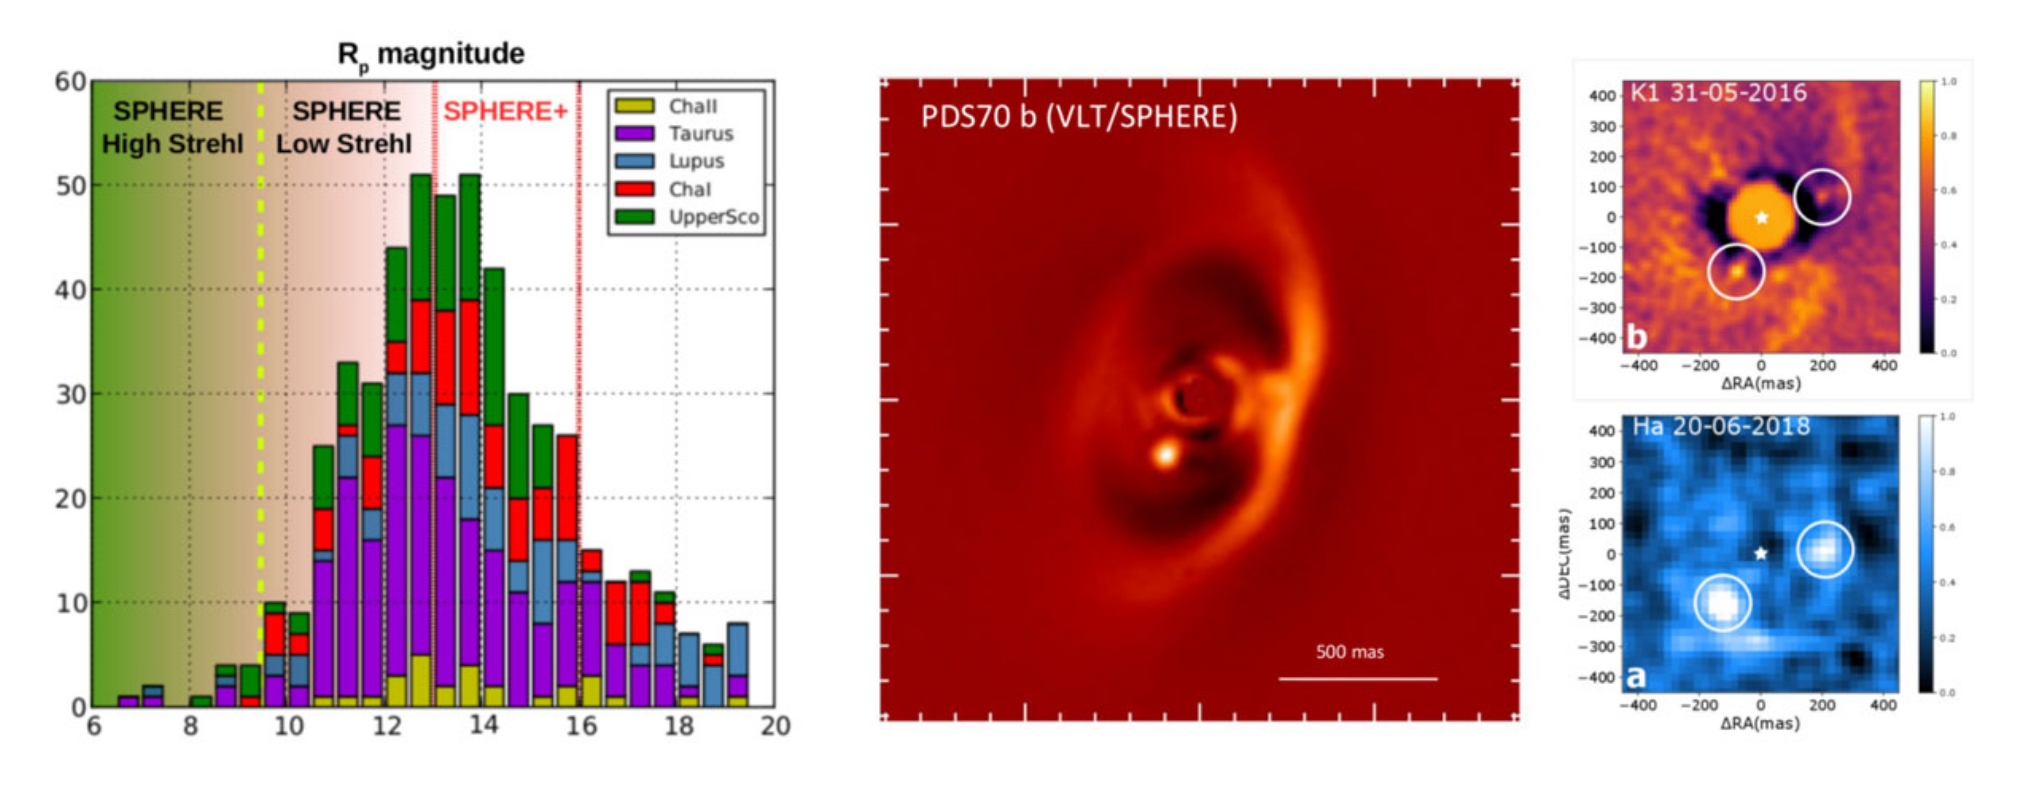 R_p magnitude
60
50
40
30
20
10
0
6 8 10 12 14 16 18 20
SPHERE
High Strehl
SPHERE
Low Strehl
SPHERE+
ChaII
Taurus
Lupus
ChaI
UpperSco
PDS70 b (VLT/SPHERE)
500 mas
K1 31-05-2016
400
300
200
100
0
−100
−200
−300
−400
b
−400 −200 0 200 400
ΔRA(mas)
1.0
0.8
0.6
0.4
0.2
0.0
Ha 20-06-2018
ΔDEC(mas)
400
300
200
100
0
−100
−200
−300
−400
a
−400 −200 0 200 400
ΔRA(mas)
1.0
0.8
0.6
0.4
0.2
0.0